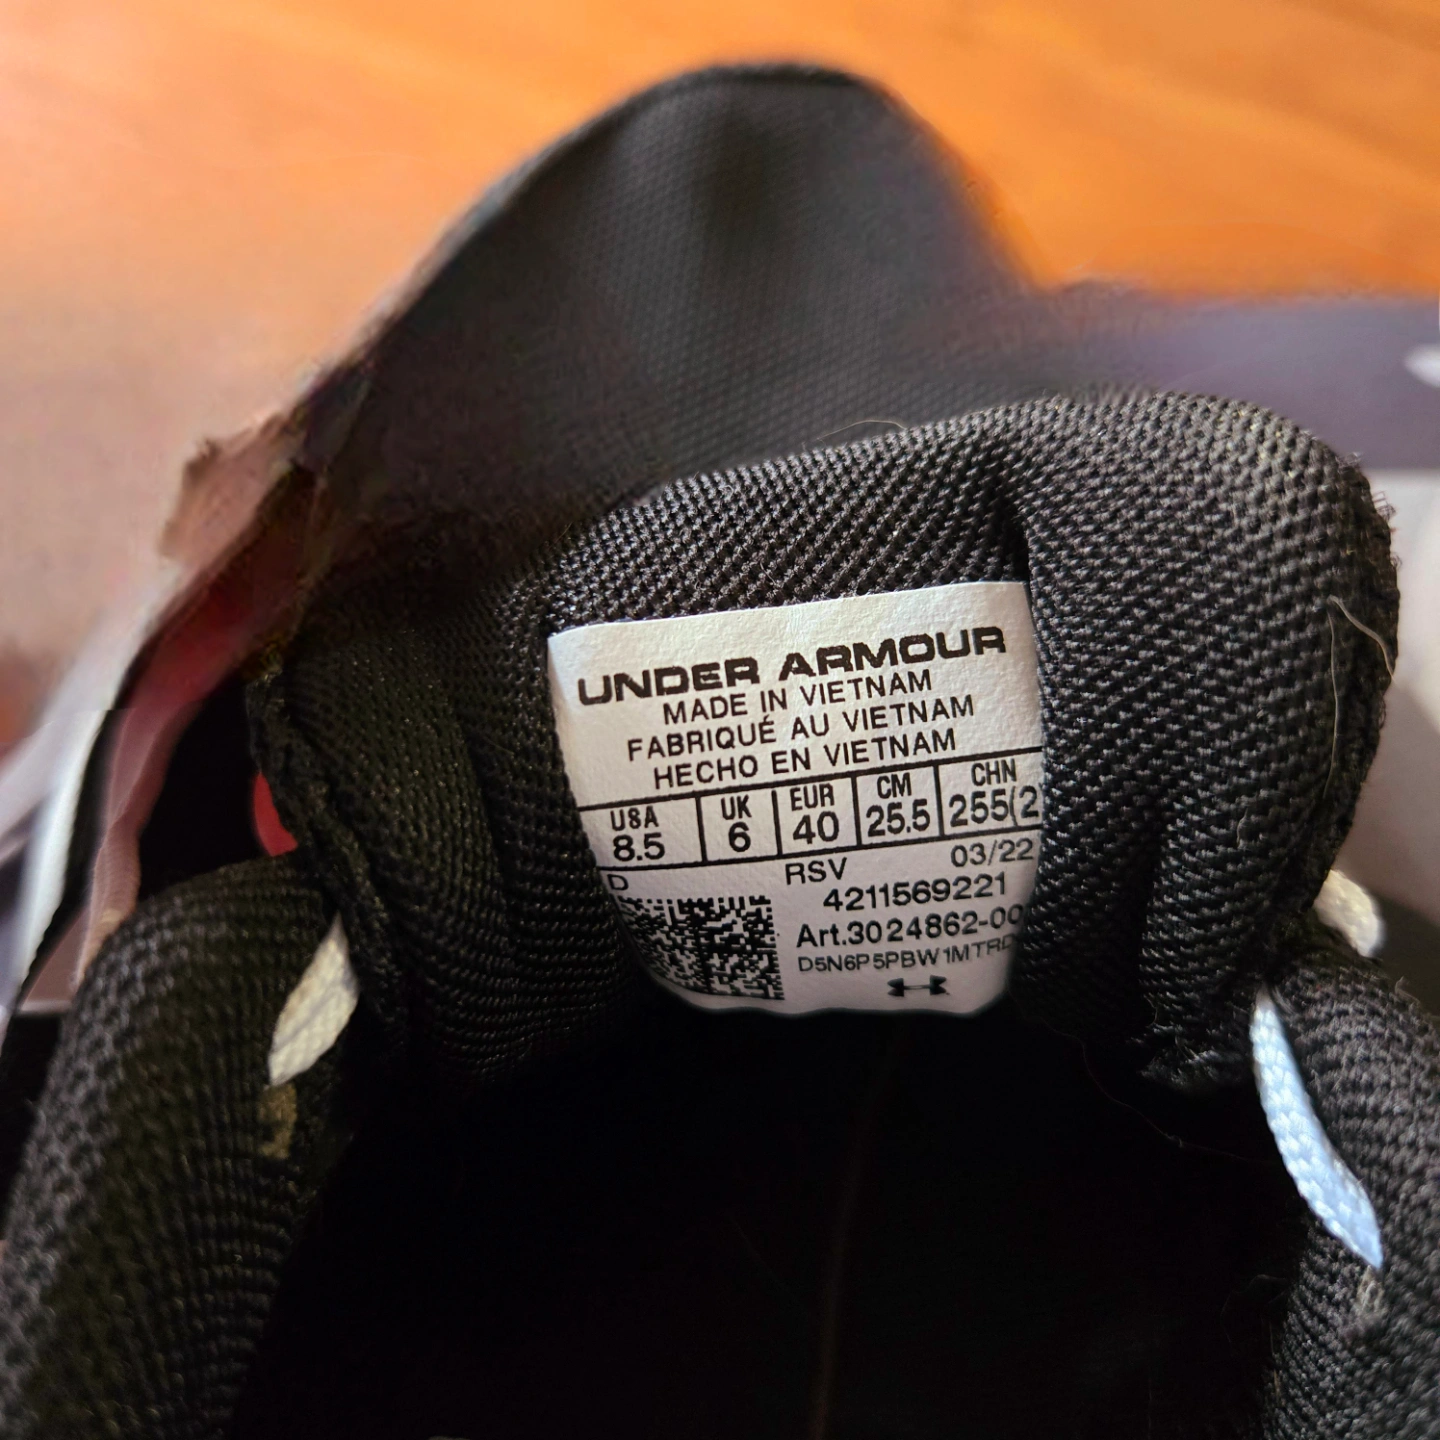 UNDER ARMOUR
MADE IN VIETNAM
FABRIQUÉ AU VIETNAM
HECHO EN VIETNAM
USA UK EUR CM CHN
8.5 6 40 25.5 255(2
D RSV 03/22
4211569221
Art.3024862-00
D5N6P5PBW1MTRD